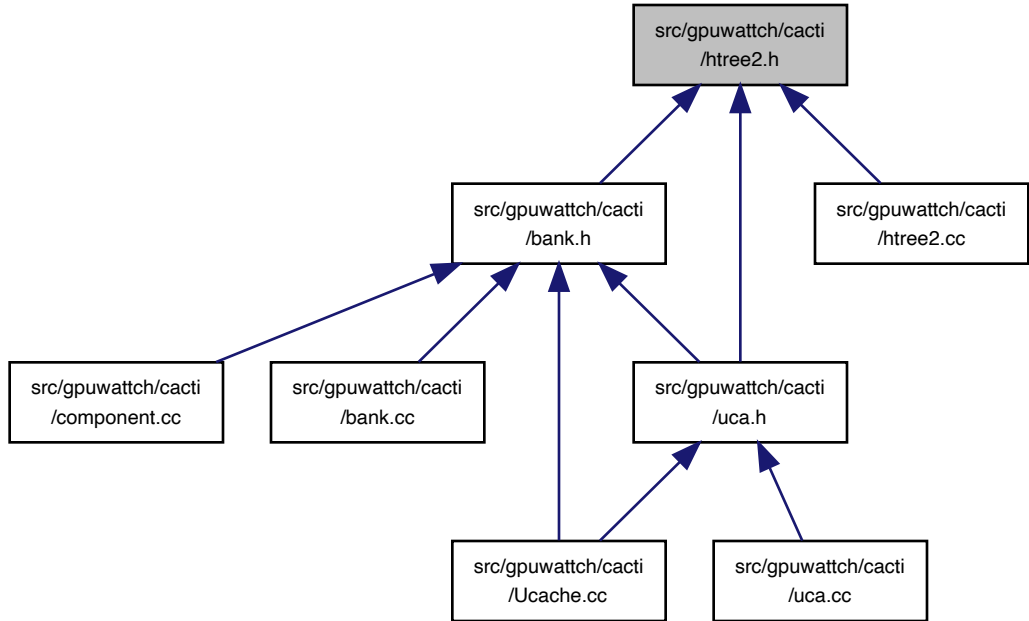 src/gpuwattch/cacti
/htree2.h
src/gpuwattch/cacti
/bank.h
src/gpuwattch/cacti
/htree2.cc
src/gpuwattch/cacti
/component.cc
src/gpuwattch/cacti
/bank.cc
src/gpuwattch/cacti
/uca.h
src/gpuwattch/cacti
/Ucache.cc
src/gpuwattch/cacti
/uca.cc